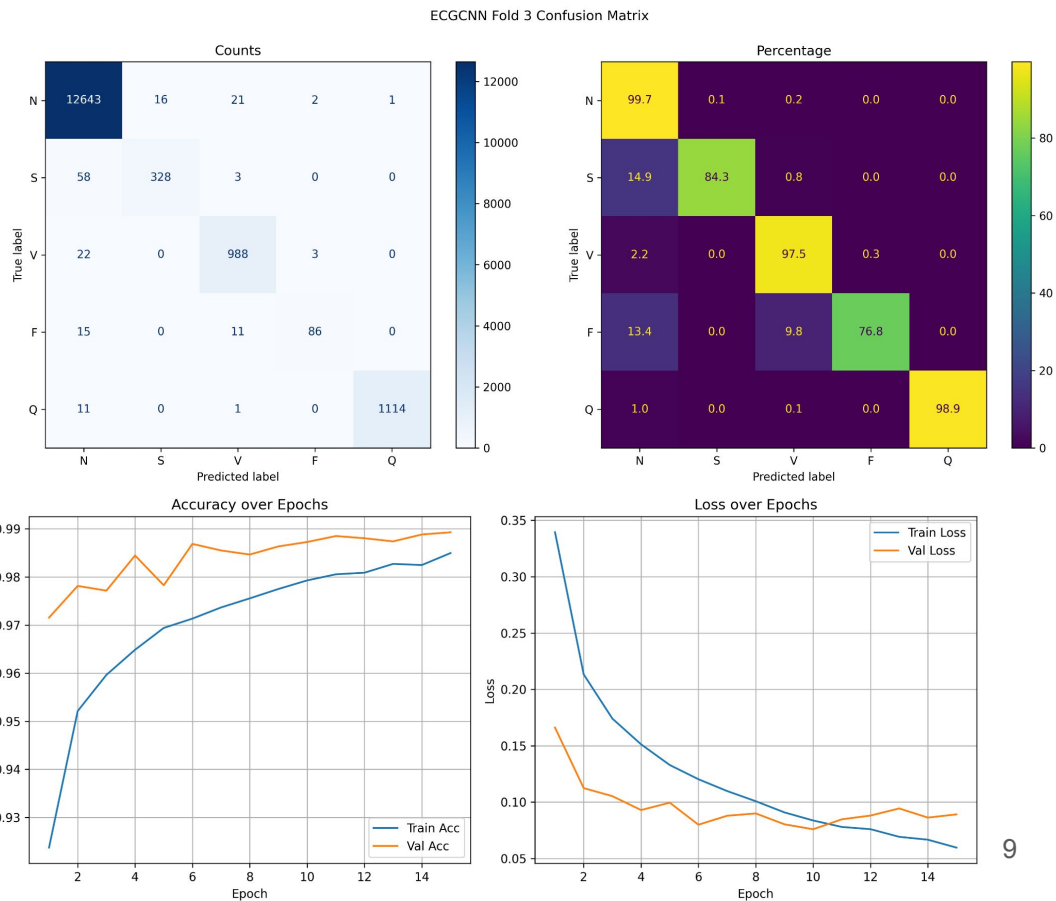 ECGCNN Fold 3 Confusion Matrix
Counts
N 12643 16 21 2 1
S 58 328 3 0 0
V 22 0 988 3 0
F 15 0 11 86 0
Q 11 0 1 0 1114
N S V F Q
True label
Predicted label
12000
10000
8000
6000
4000
2000
0
Percentage
N 99.7 0.1 0.2 0.0 0.0
S 14.9 84.3 0.8 0.0 0.0
V 2.2 0.0 97.5 0.3 0.0
F 13.4 0.0 9.8 76.8 0.0
Q 1.0 0.0 0.1 0.0 98.9
N S V F Q
True label
Predicted label
80
60
40
20
0
Accuracy over Epochs
0.99
0.98
0.97
0.96
0.95
0.94
0.93
Train Acc
Val Acc
2 4 6 8 10 12 14
Epoch
Loss over Epochs
0.35
0.30
0.25
0.20
0.15
0.10
0.05
Loss
Train Loss
Val Loss
2 4 6 8 10 12 14
Epoch
9